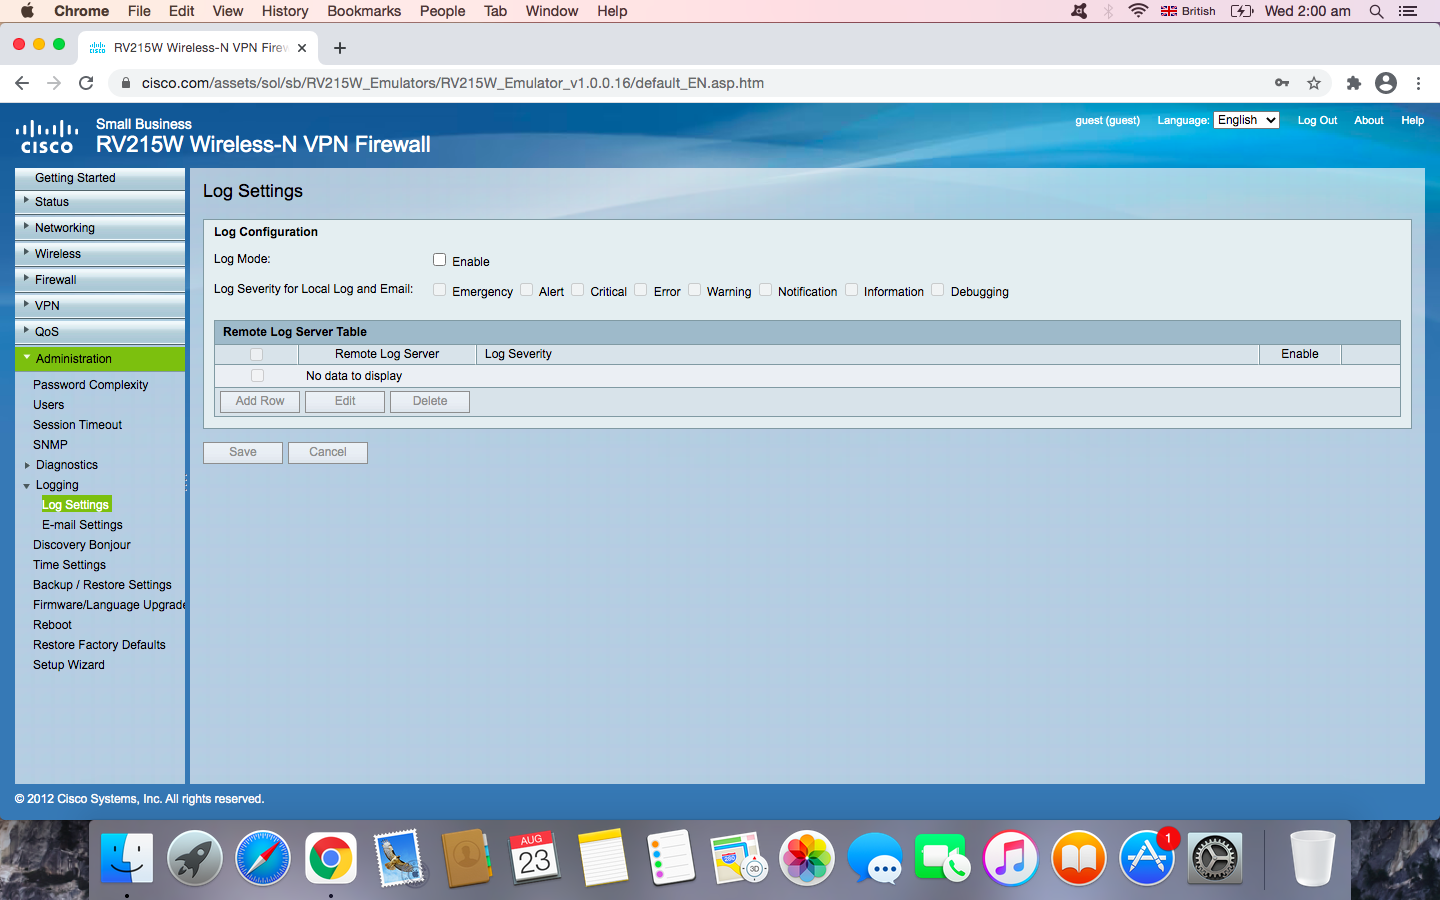 Chrome File Edit View History Bookmarks People Tab Window Help British Wed 2:00 am
RV215W Wireless-N VPN Firew
cisco.com/assets/sol/sb/RV215W_Emulators/RV215W_Emulator_v1.0.0.16/default_EN.asp.htm
cisco Small Business
RV215W Wireless-N VPN Firewall
guest (guest) Language: English Log Out About Help
Getting Started
Status
Networking
Wireless
Firewall
VPN
QoS
Administration
Password Complexity
Users
Session Timeout
SNMP
Diagnostics
Logging
Log Settings
E-mail Settings
Discovery Bonjour
Time Settings
Backup / Restore Settings
Firmware/Language Upgrade
Reboot
Restore Factory Defaults
Setup Wizard
Log Settings
Log Configuration
Log Mode: Enable
Log Severity for Local Log and Email: Emergency Alert Critical Error Warning Notification Information Debugging
Remote Log Server Table
Remote Log Server Log Severity Enable
No data to display
Add Row Edit Delete
Save Cancel
© 2012 Cisco Systems, Inc. All rights reserved.
AUG
23
280
3D
1